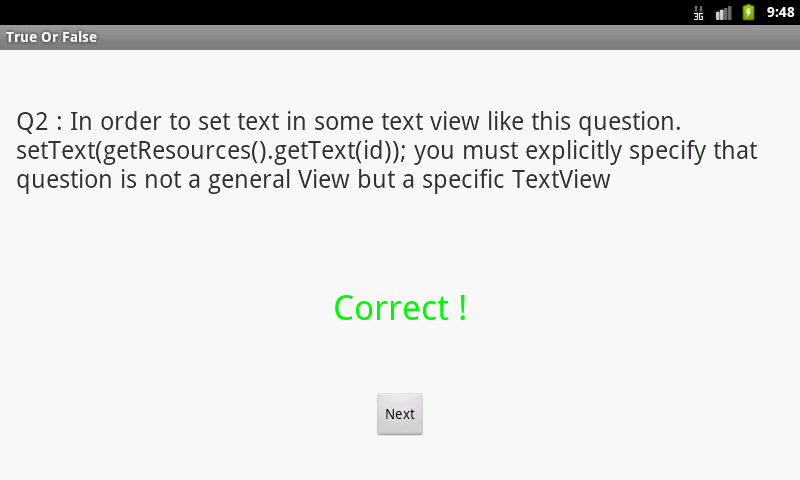 3G 9:48
True Or False
Q2 : In order to set text in some text view like this question.
setText(getResources().getText(id)); you must explicitly specify that
question is not a general View but a specific TextView
Correct !
Next